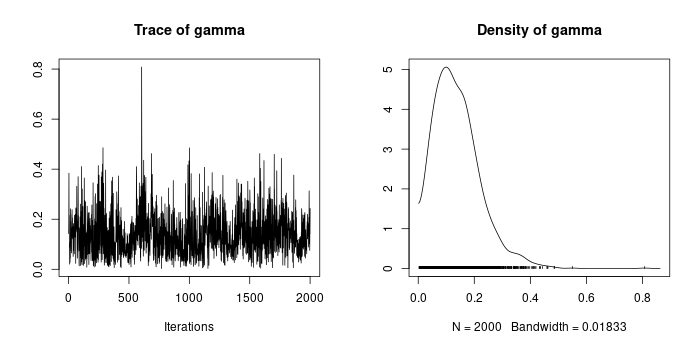 Trace of gamma
0.8
0.6
0.4
0.2
0.0
0 500 1000 1500 2000
Iterations
Density of gamma
5
4
3
2
1
0
0.0 0.2 0.4 0.6 0.8
N = 2000 Bandwidth = 0.01833